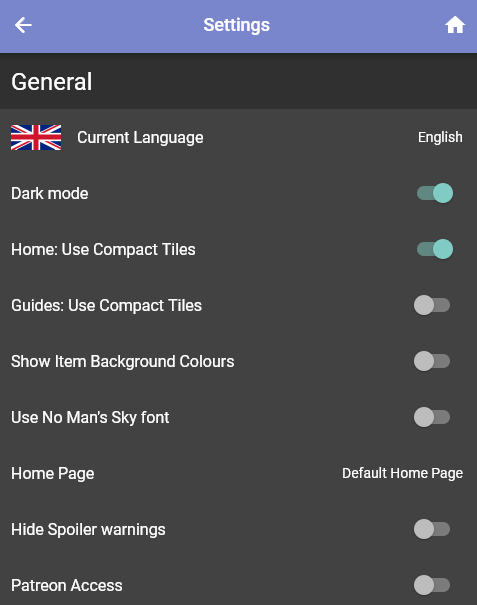 Settings
General
Current Language English
Dark mode
Home: Use Compact Tiles
Guides: Use Compact Tiles
Show Item Background Colours
Use No Man's Sky font
Home Page Default Home Page
Hide Spoiler warnings
Patreon Access